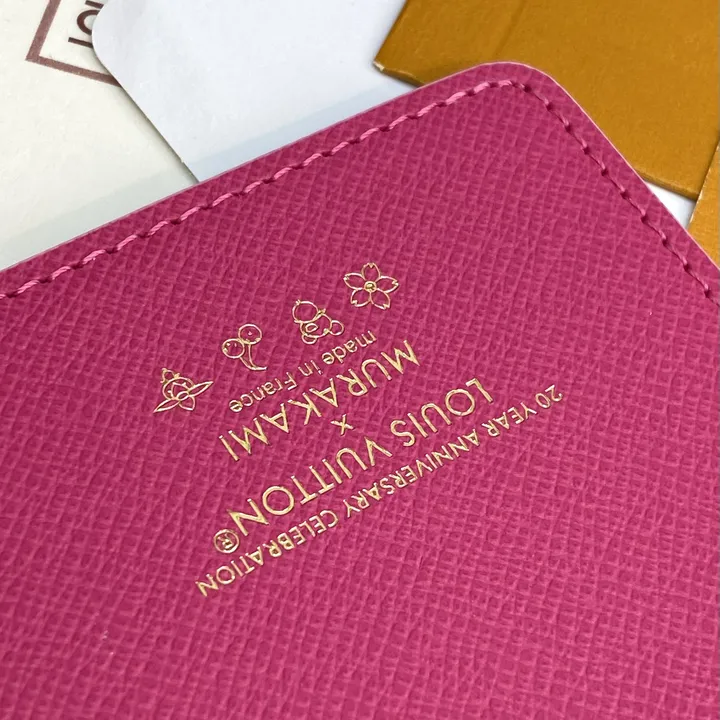 20 YEAR ANNIVERSARY CELEBRATION
LOUIS VUITTON®
x
MURAKAMI
made in France